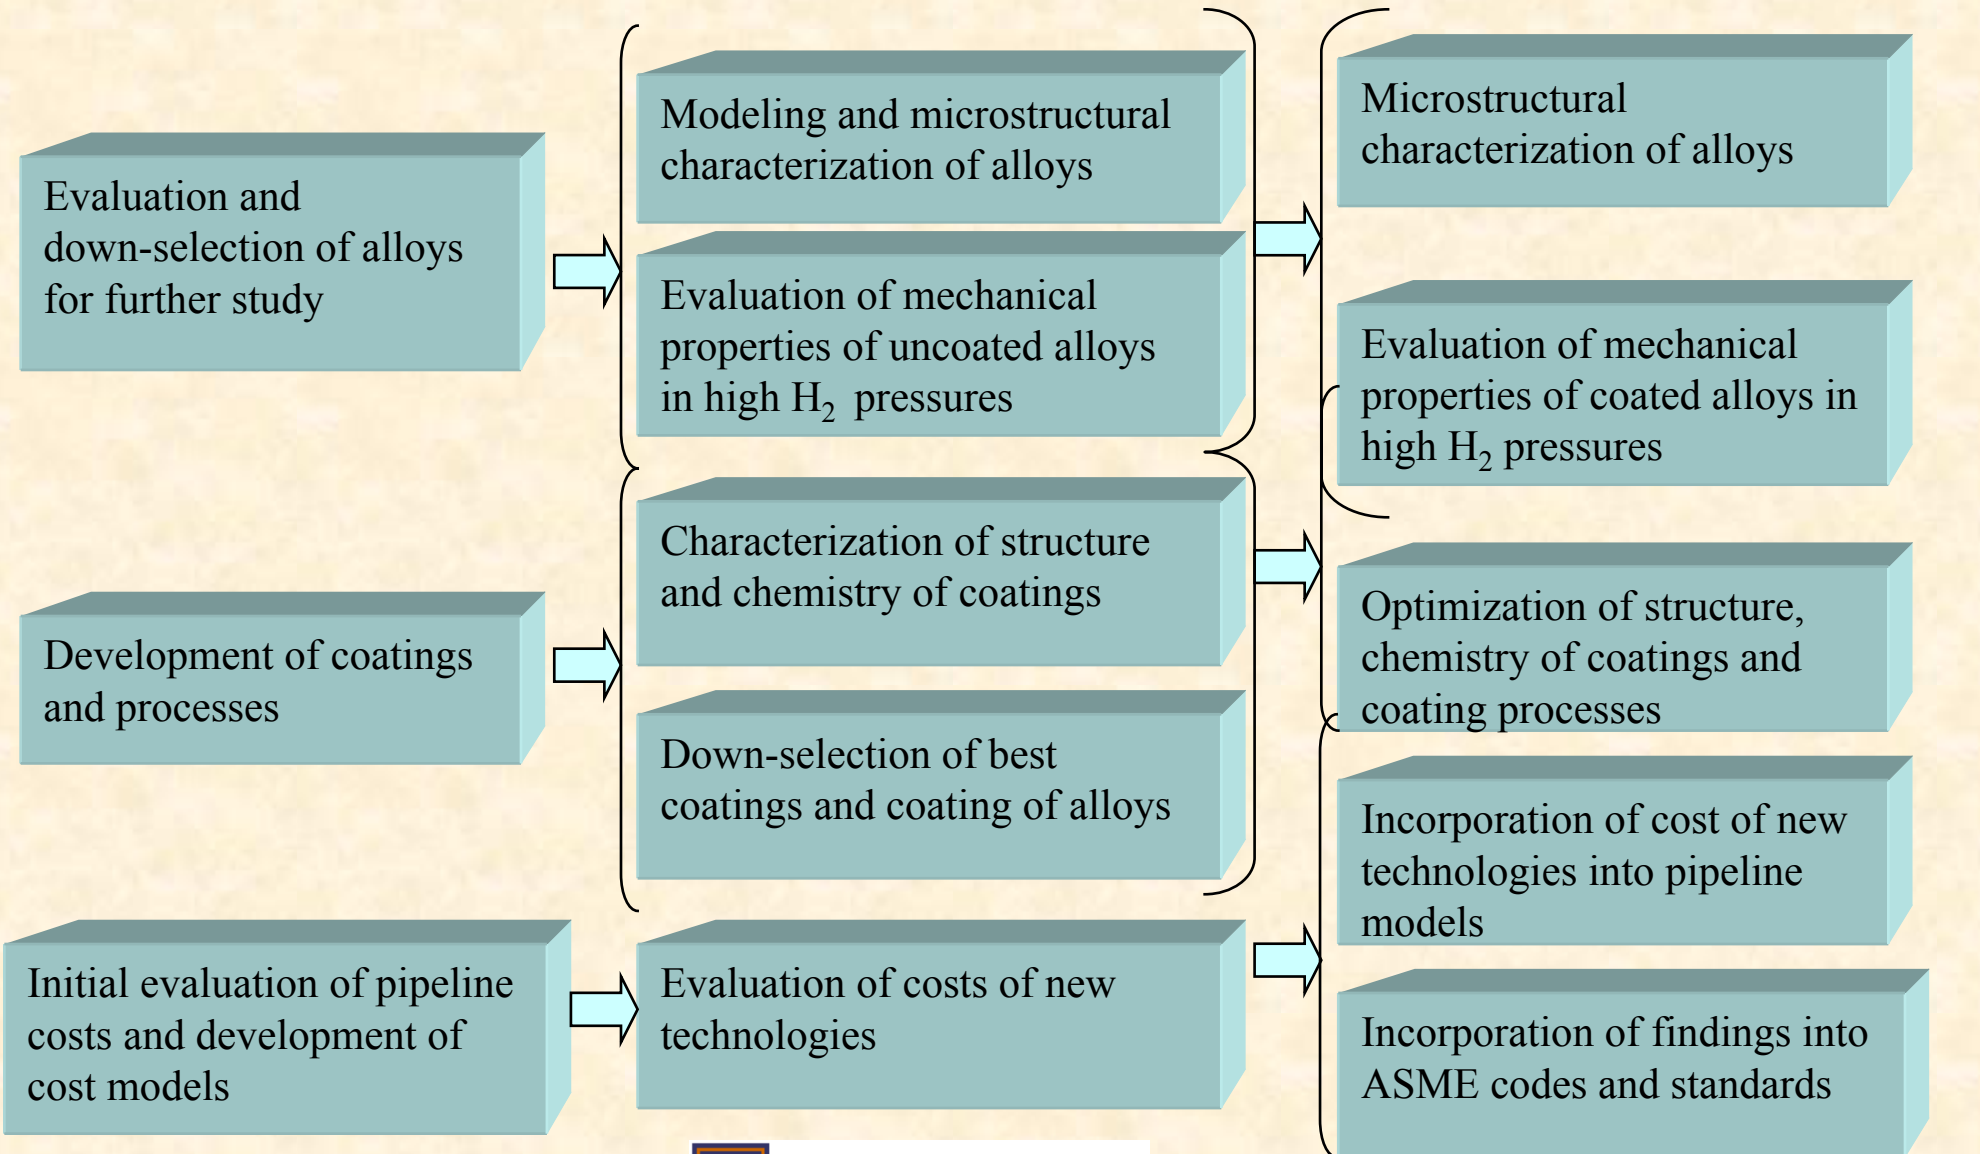 Evaluation and
down-selection of alloys
for further study
Development of coatings
and processes
Initial evaluation of pipeline
costs and development of
cost models
Modeling and microstructural
characterization of alloys
Evaluation of mechanical
properties of uncoated alloys
in high H₂ pressures
Characterization of structure
and chemistry of coatings
Down-selection of best
coatings and coating of alloys
Evaluation of costs of new
technologies
Microstructural
characterization of alloys
Evaluation of mechanical
properties of coated alloys in
high H₂ pressures
Optimization of structure,
chemistry of coatings and
coating processes
Incorporation of cost of new
technologies into pipeline
models
Incorporation of findings into
ASME codes and standards